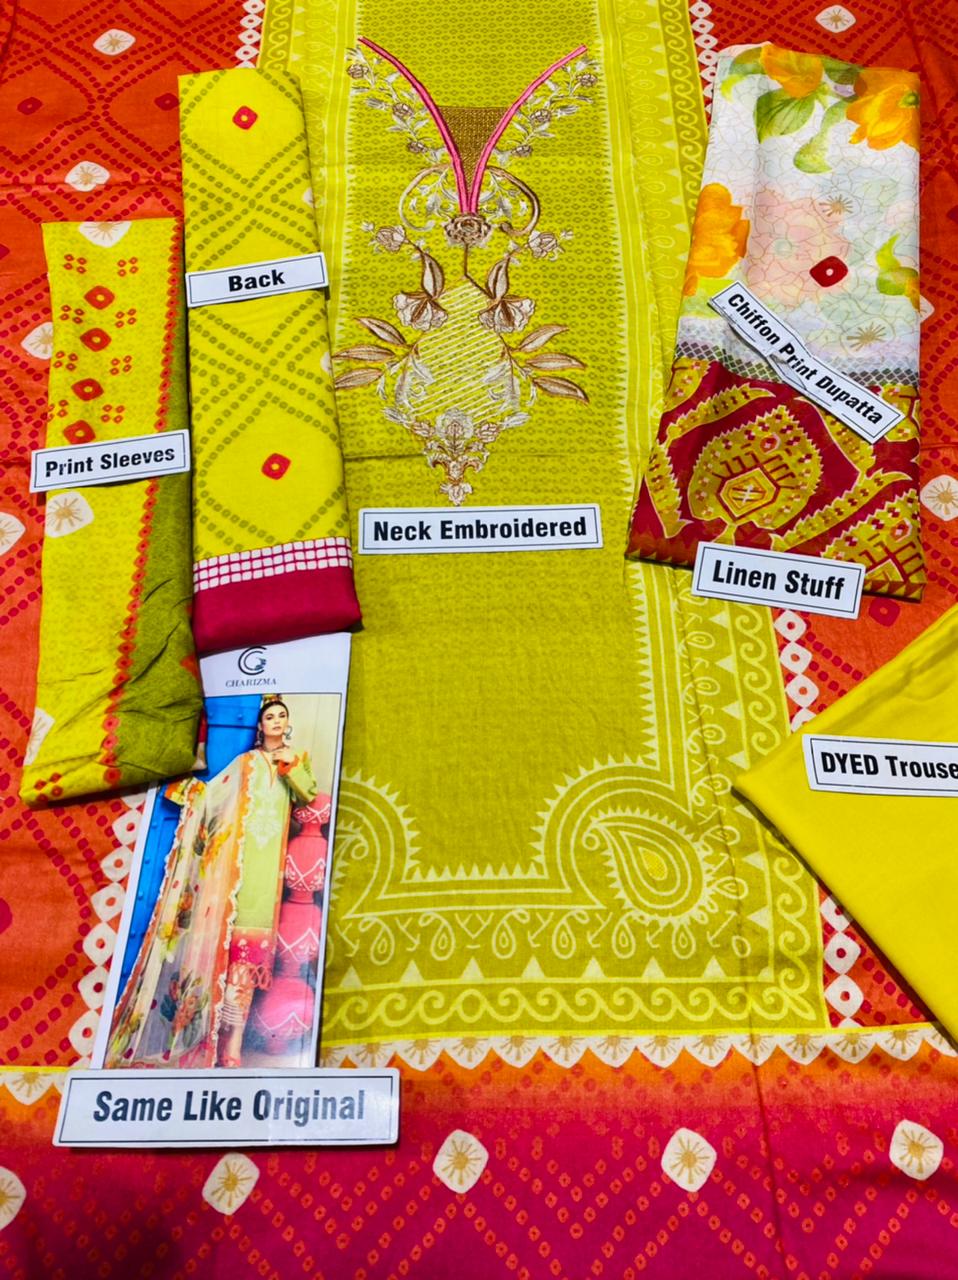 Back
Print Sleeves
Chiffon Print Dupatta
Neck Embroidered
Linen Stuff
CHARIZMA
DYED Trouse
Same Like Original